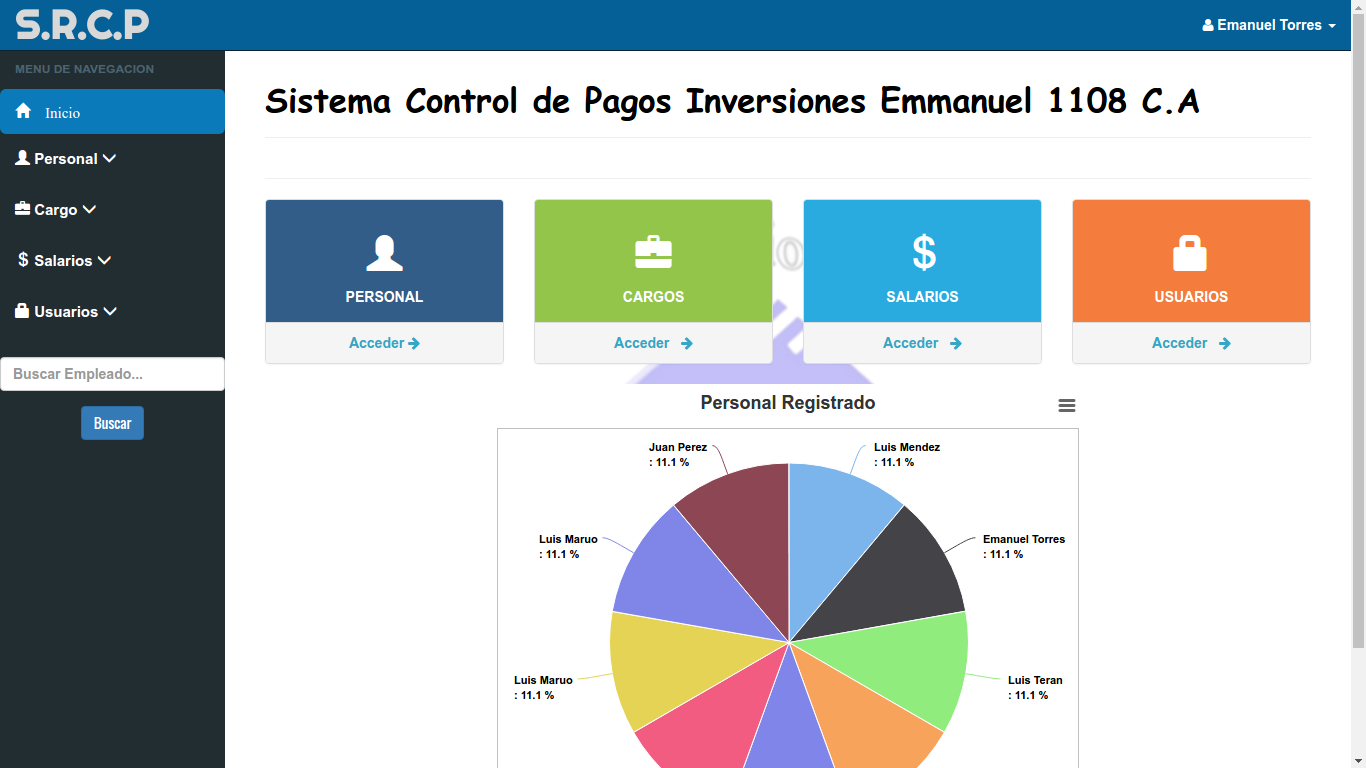 S.R.C.P
Emanuel Torres
MENU DE NAVEGACION
Inicio
Personal
Cargo
$ Salarios
Usuarios
Buscar Empleado...
Buscar
Sistema Control de Pagos Inversiones Emmanuel 1108 C.A
PERSONAL
Acceder
CARGOS
Acceder
$
SALARIOS
Acceder
USUARIOS
Acceder
Personal Registrado
Juan Perez
: 11.1 %
Luis Mendez
: 11.1 %
Luis Maruo
: 11.1 %
Emanuel Torres
: 11.1 %
Luis Maruo
: 11.1 %
Luis Teran
: 11.1 %